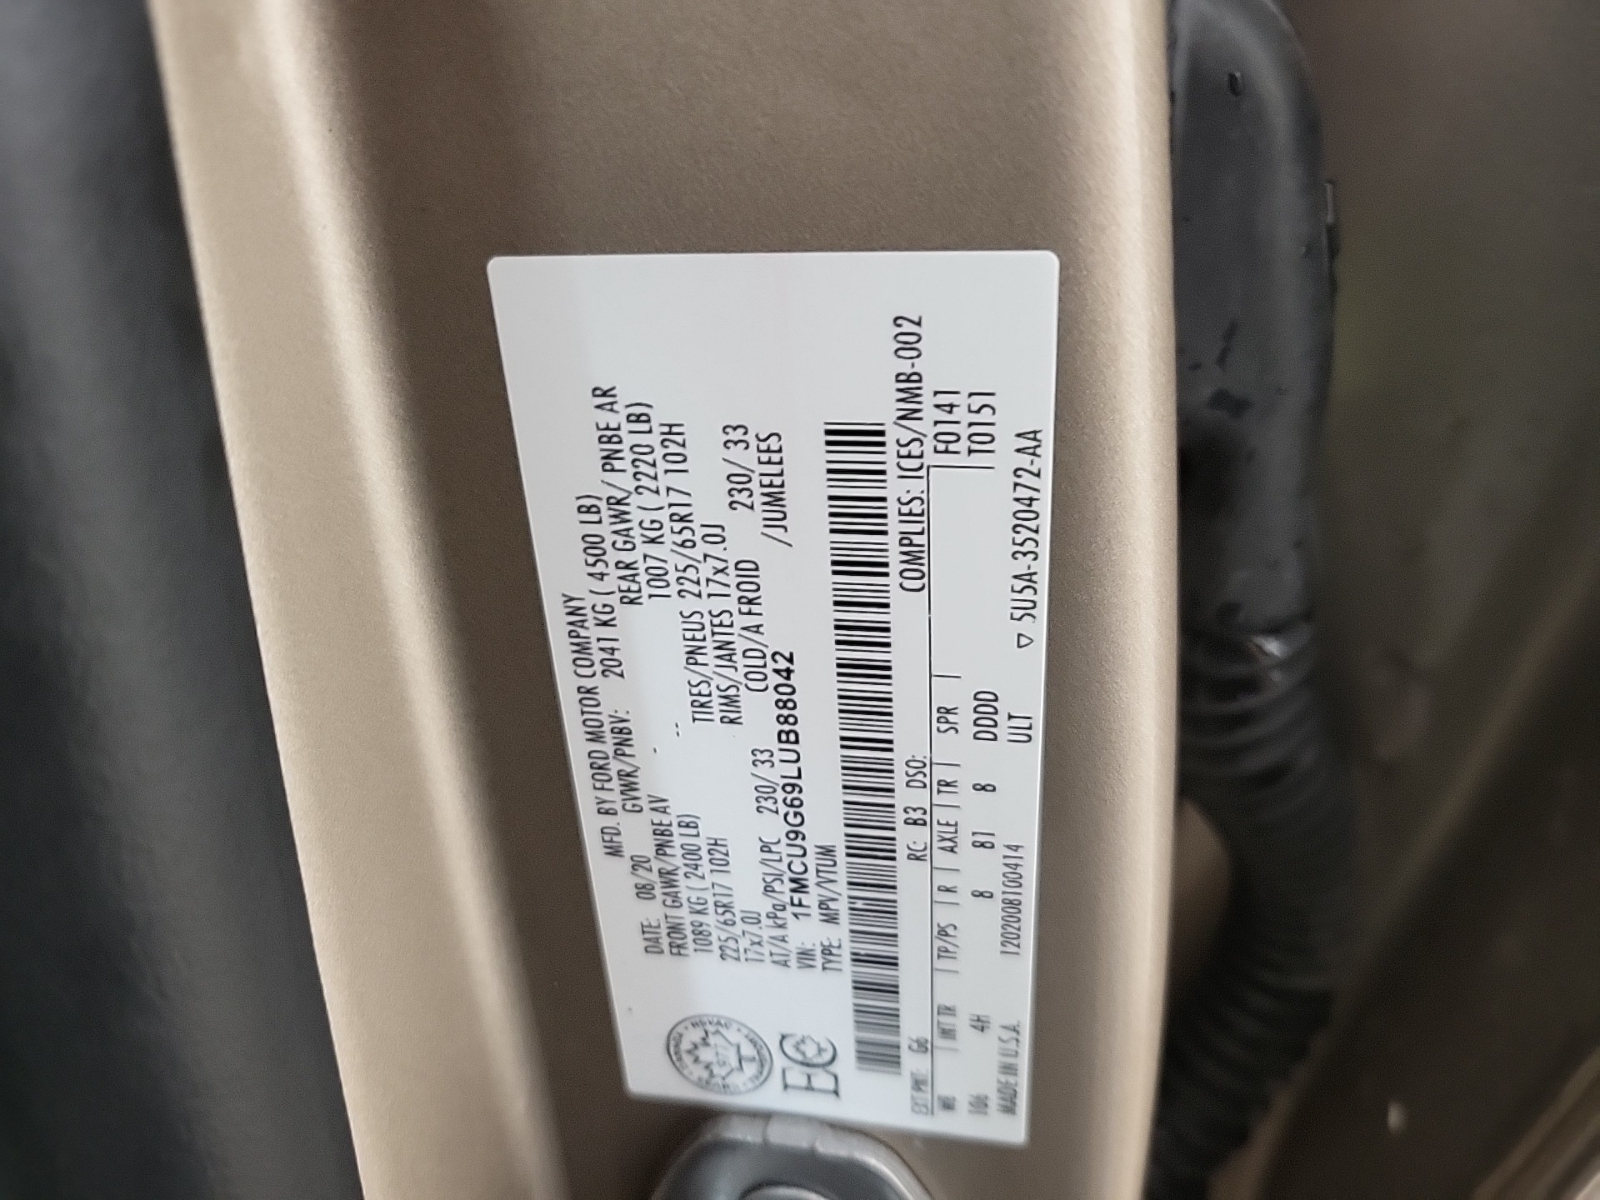 MFD. BY FORD MOTOR COMPANY
DATE: 08/20 GVWR/PNBV: 2041 KG ( 4500 LB)
FRONT GAWR/PNBE AV - REAR GAWR/ PNBE AR
1089 KG ( 2400 LB) -- 1007 KG ( 2220 LB)
225/65R17 102H TIRES/PNEUS 225/65R17 102H
17x7.0J RIMS/JANTES 17x7.0J
AT/A kPa/PSI/LPC 230/ 33 COLD/A FROID 230/ 33
VIN: 1FMCU9G69LUB88042 /JUMELEES
TYPE: MPV/VTUM
EC
COMPLIES: ICES/NMB-002
EXT PNT: G6 RC: B3 DSO: F0141
WB | INT TR | TP/PS | R | AXLE | TR | SPR | T0151
106 4H 8 81 8 DDDD
MADE IN U.S.A. 12020081004 14 ULT ▽ 5U5A-3520472-AA